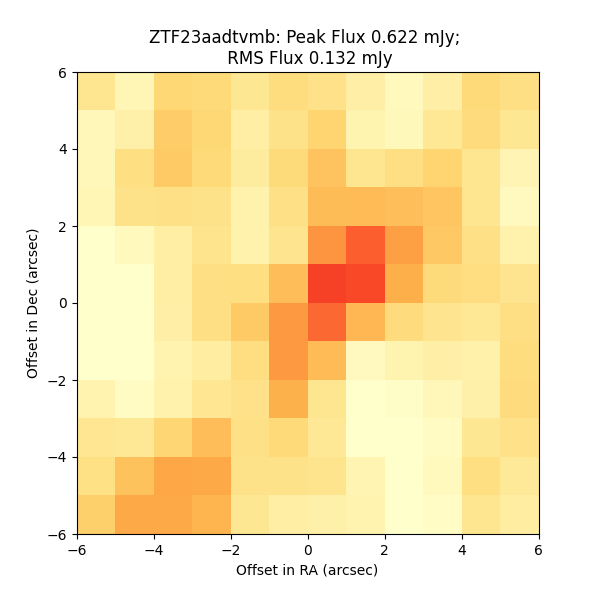 ZTF23aadtvmb: Peak Flux 0.622 mJy;
RMS Flux 0.132 mJy
6
4
2
0
−2
−4
−6
Offset in Dec (arcsec)
−6 −4 −2 0 2 4 6
Offset in RA (arcsec)